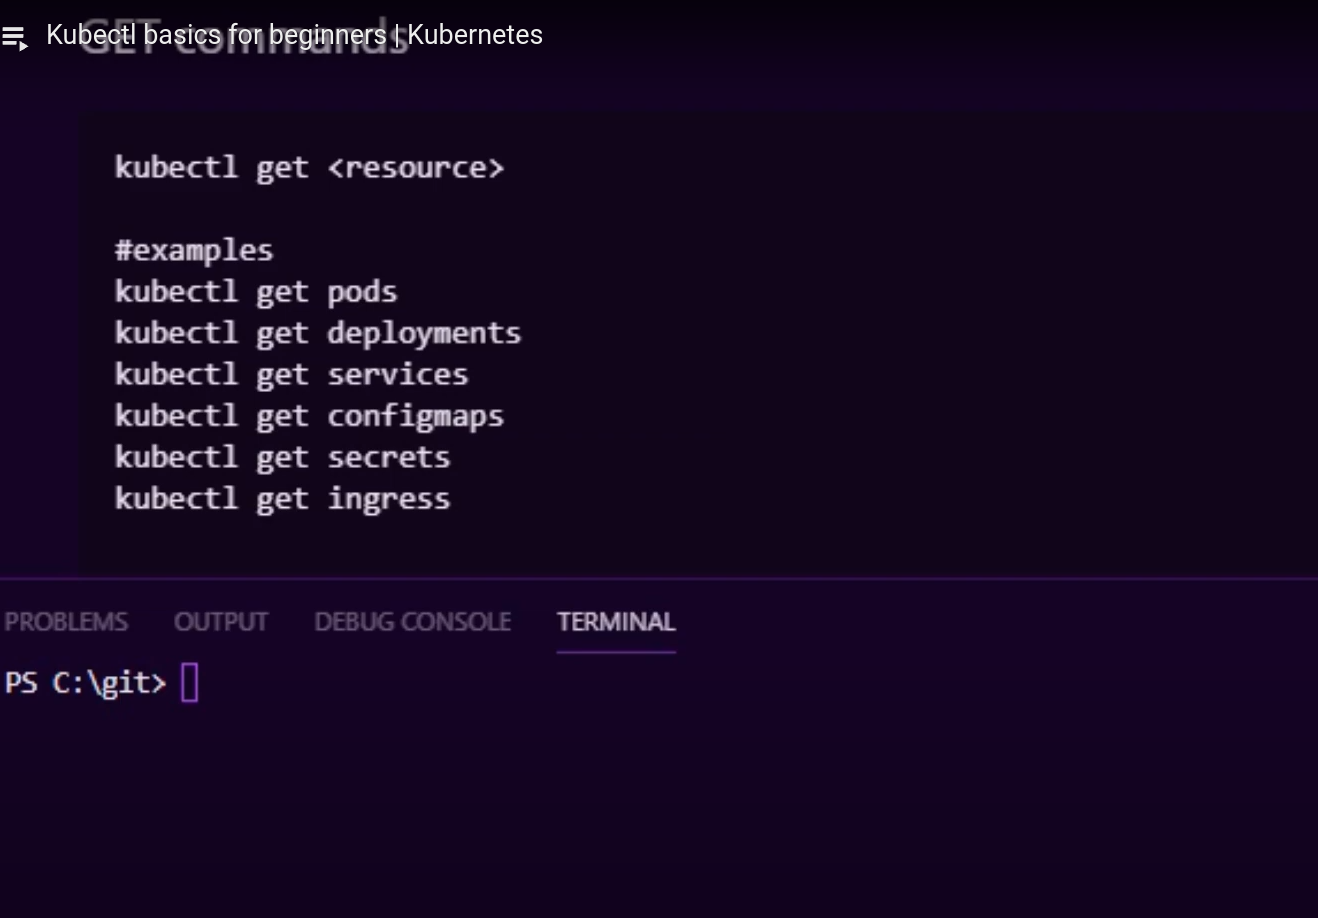 Kubectl basics for beginners | Kubernetes
GET commands
kubectl get <resource>
#examples
kubectl get pods
kubectl get deployments
kubectl get services
kubectl get configmaps
kubectl get secrets
kubectl get ingress
PROBLEMS OUTPUT DEBUG CONSOLE TERMINAL
PS C:\git>